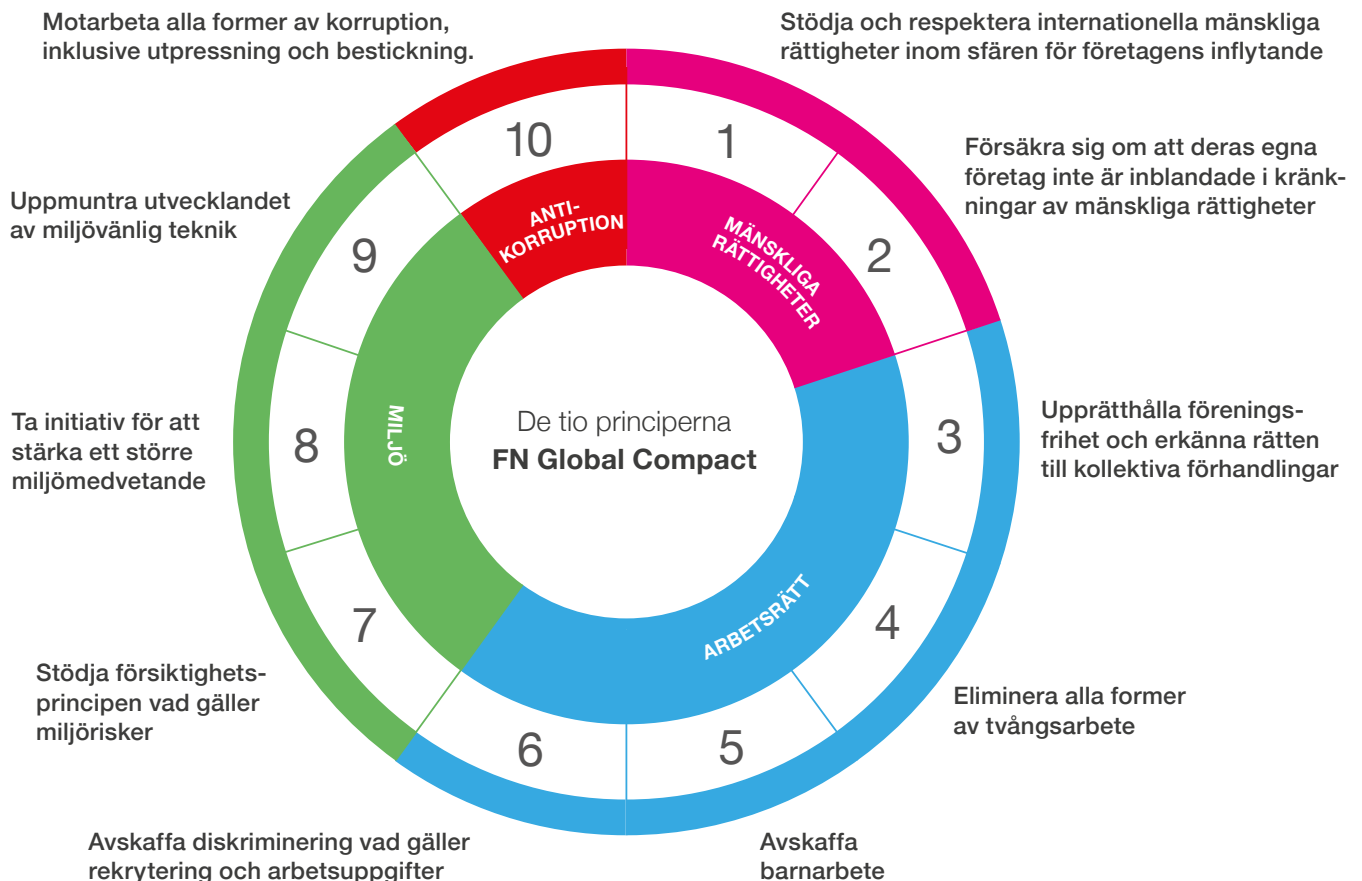 Motarbeta alla former av korruption,
inklusive utpressning och bestickning.
Stödja och respektera internationella mänskliga
rättigheter inom sfären för företagens inflytande
Försäkra sig om att deras egna
företag inte är inblandade i kränk-
ningar av mänskliga rättigheter
Uppmuntra utvecklandet
av miljövänlig teknik
10
1
9
2
ANTI-
KORRUPTION
MÄNSKLIGA
RÄTTIGHETER
Ta initiativ för att
stärka ett större
miljömedvetande
8
MILJÖ
De tio principerna
FN Global Compact
3
Upprätthålla förenings-
frihet och erkänna rätten
till kollektiva förhandlingar
7
ARBETSRÄTT
4
Stödja försiktighets-
principen vad gäller
miljörisker
Eliminera alla former
av tvångsarbete
6
5
Avskaffa diskriminering vad gäller
rekrytering och arbetsuppgifter
Avskaffa
barnarbete